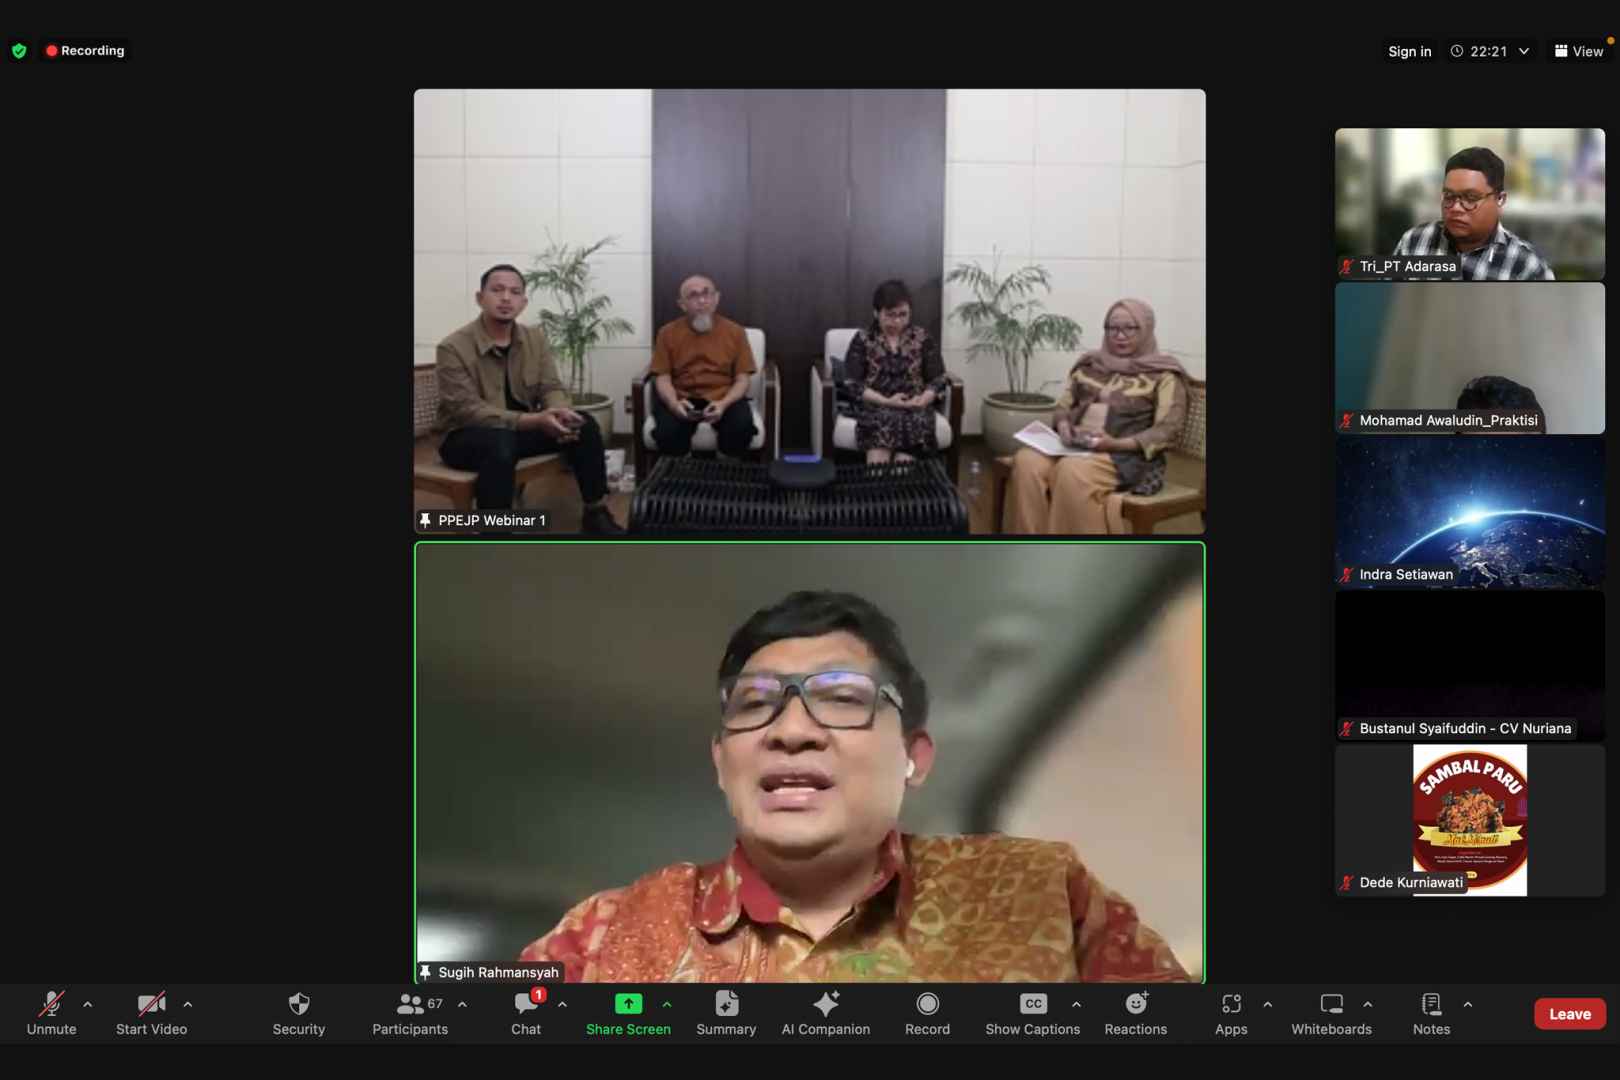 Recording
Sign in
22:21
View
PPEJP Webinar 1
Sugih Rahmansyah
Tri_PT Adarasa
Mohamad Awaludin_Praktisi
Indra Setiawan
Bustanul Syaifuddin - CV Nuriana
SAMBAL PARU
Dede Kurniawati
Unmute
Start Video
Security
67
Participants
1
Chat
Share Screen
Summary
AI Companion
Record
CC
Show Captions
Reactions
Apps
Whiteboards
Notes
Leave